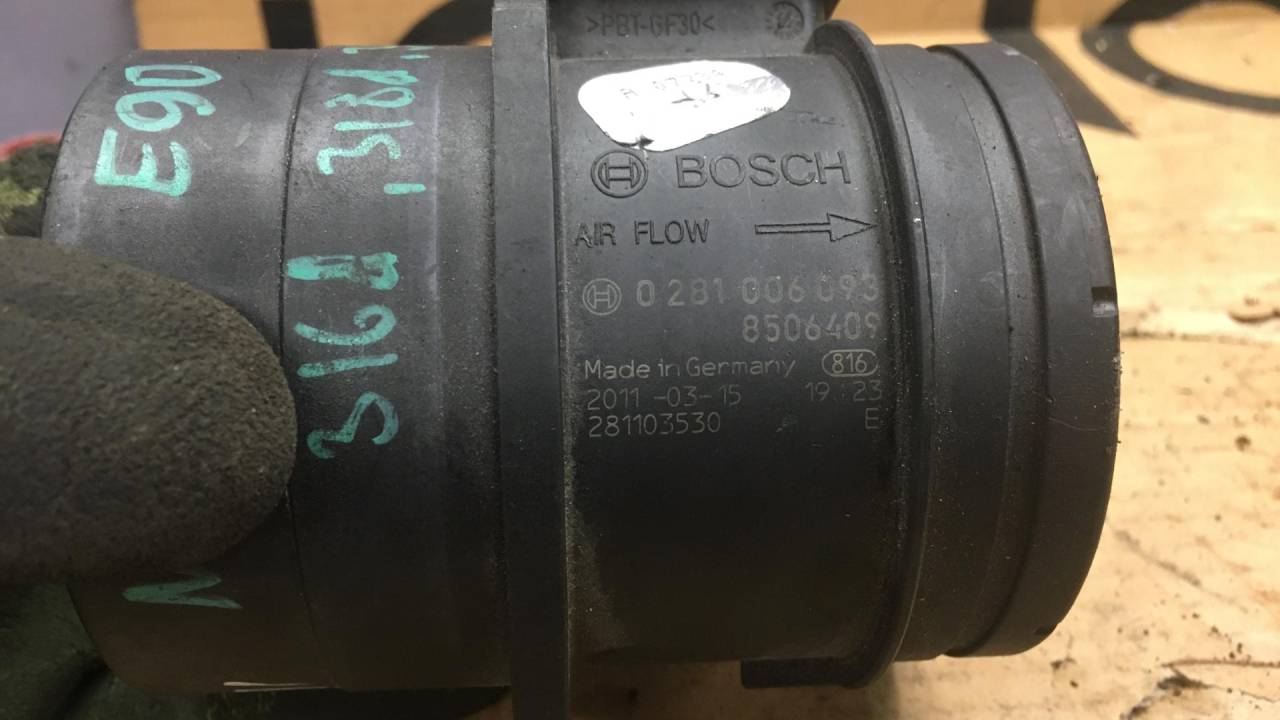 >PBT-GF30<
BOSCH
AIR FLOW
0 281 006 093
8506409
Made in Germany 816
2011-03-15 19:23
281103530 E
E90
316d ,318d